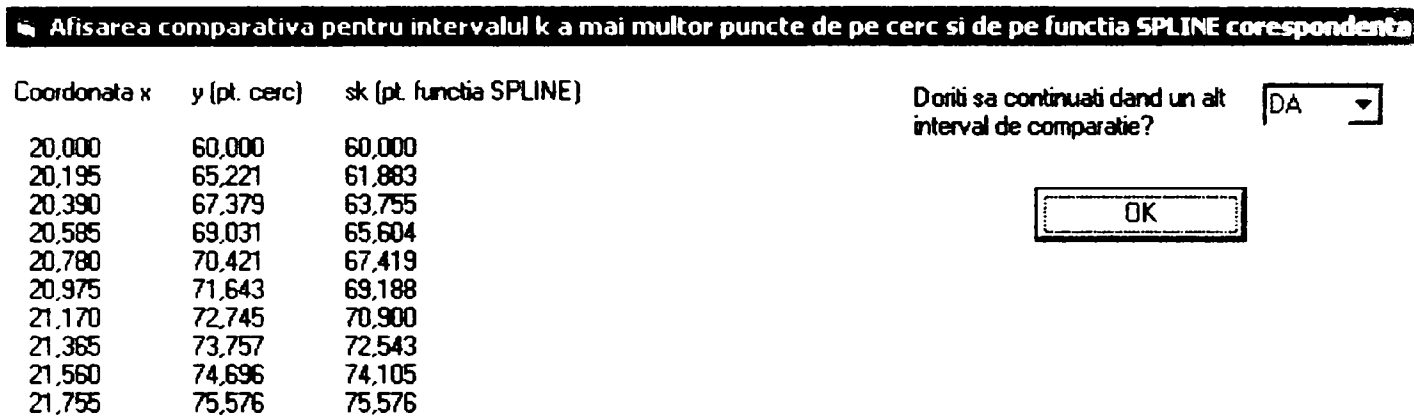 Afisarea comparativa pentru intervalul k a mai multor puncte de pe cerc si de pe functia SPLINE corespondenta
Coordonata x y (pt. cerc) sk (pt. functia SPLINE)
20,000 60,000 60,000
20,195 65,221 61,883
20,390 67,379 63,755
20,585 69,031 65,604
20,780 70,421 67,419
20,975 71,643 69,188
21,170 72,745 70,900
21,365 73,757 72,543
21,560 74,696 74,105
21,755 75,576 75,576
Doriti sa continuati dand un alt
interval de comparatie?
DA
OK